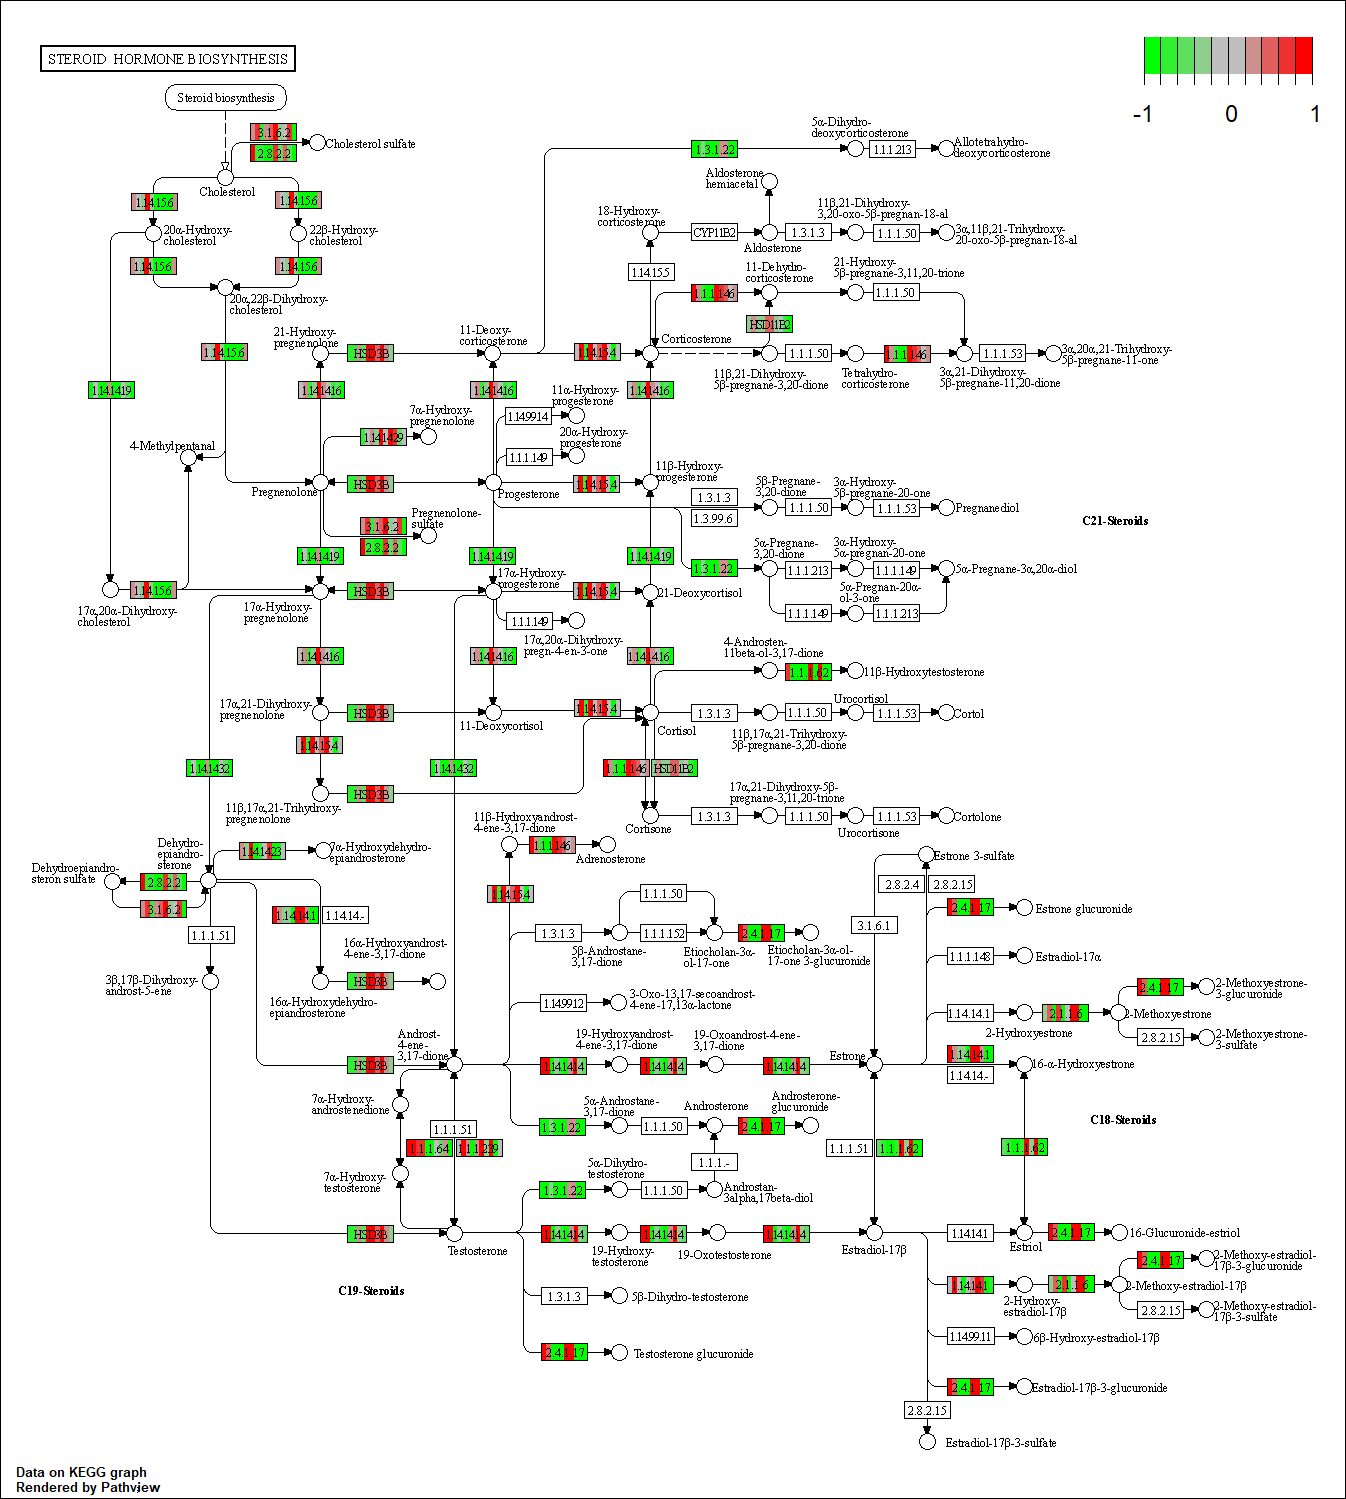 STEROID HORMONE BIOSYNTHESIS
-1
0
1
Steroid biosynthesis
3.1.6.2
2.8.2.2
Cholesterol sulfate
Cholesterol
1.14.15.6
1.14.15.6
20α-Hydroxy-
cholesterol
22β-Hydroxy-
cholesterol
1.14.15.6
1.14.15.6
20α,22β-Dihydroxy-
cholesterol
1.14.15.6
1.14.14.19
4-Methylpentanal
17α,20α-Dihydroxy-
cholesterol
1.14.15.6
5α-Dihydro-
deoxycorticosterone
1.3.1.22
1.1.1.213
Allotetrahydro-
deoxycorticosterone
Aldosterone
hemiacetal
18-Hydroxy-
corticosterone
CYP11B2
Aldosterone
11β,21-Dihydroxy-
3,20-oxo-5β-pregnan-18-al
1.3.1.3
1.1.1.50
3α,11β,21-Trihydroxy-
20-oxo-5β-pregnan-18-al
1.14.15.5
11-Dehydro-
corticosterone
21-Hydroxy-
5β-pregnane-3,11,20-trione
1.1.1.146
1.1.1.50
HSD11B2
21-Hydroxy-
pregnenolone
HSD3B
11-Deoxy-
corticosterone
1.14.15.4
Corticosterone
11β,21-Dihydroxy-
5β-pregnane-3,20-dione
1.1.1.50
Tetrahydro-
corticosterone
1.1.1.146
3α,21-Dihydroxy-
5β-pregnane-11,20-dione
1.1.1.53
3α,20α,21-Trihydroxy-
5β-pregnane-11-one
1.14.14.16
1.14.14.16
1.14.14.16
11α-Hydroxy-
progesterone
1.14.99.14
7α-Hydroxy-
pregnenolone
1.14.14.29
20α-Hydroxy-
progesterone
1.1.1.149
Pregnenolone
HSD3B
Progesterone
1.14.15.4
11β-Hydroxy-
progesterone
3.1.6.2
2.8.2.2
Pregnenolone-
sulfate
1.3.1.3
1.3.99.6
5β-Pregnane-
3,20-dione
1.1.1.50
3α-Hydroxy-
5β-pregnane-20-one
1.1.1.53
Pregnanediol
C21-Steroids
1.14.14.19
1.14.14.19
1.14.14.19
1.3.1.22
5α-Pregnane-
3,20-dione
1.1.1.213
3α-Hydroxy-
5α-pregnan-20-one
1.1.1.149
5α-Pregnane-3α,20α-diol
1.1.1.149
5α-Pregnan-20α-
ol-3-one
1.1.1.213
17α-Hydroxy-
pregnenolone
HSD3B
17α-Hydroxy-
progesterone
1.14.15.4
21-Deoxycortisol
1.1.1.149
17α,20α-Dihydroxy-
pregn-4-en-3-one
1.14.14.16
1.14.14.16
1.14.14.16
4-Androsten-
11beta-ol-3,17-dione
1.1.1.62
11β-Hydroxytestosterone
17α,21-Dihydroxy-
pregnenolone
HSD3B
11-Deoxycortisol
1.14.15.4
Cortisol
1.3.1.3
11β,17α,21-Trihydroxy-
5β-pregnane-3,20-dione
1.1.1.50
Urocortisol
1.1.1.53
Cortol
1.14.15.4
1.14.14.32
1.14.14.32
1.1.1.146
HSD11B2
11β,17α,21-Trihydroxy-
pregnenolone
HSD3B
Cortisone
1.3.1.3
17α,21-Dihydroxy-5β-
pregnane-3,11,20-trione
1.1.1.50
Urocortisone
1.1.1.53
Cortolone
11β-Hydroxyandrost-
4-ene-3,17-dione
1.1.1.146
Adrenosterone
Dehydro-
epiandro-
sterone
1.14.14.23
7α-Hydroxydehydro-
epiandrosterone
Dehydroepiandro-
steron sulfate
2.8.2.2
3.1.6.2
1.1.1.51
1.14.14.1
1.14.14.-
16α-Hydroxyandrost-
4-ene-3,17-dione
3β,17β-Dihydroxy-
androst-5-ene
HSD3B
16α-Hydroxydehydro-
epiandrosterone
1.14.15.4
1.1.1.50
1.3.1.3
5β-Androstane-
3,17-dione
1.1.1.152
Etiocholan-3α-
ol-17-one
2.4.1.17
Etiocholan-3α-ol-
17-one 3-glucuronide
1.14.99.12
3-Oxo-13,17-secoandrost-
4-ene-17,13α-lactone
Estrone 3-sulfate
2.8.2.4
2.8.2.15
3.1.6.1
2.4.1.17
Estrone glucuronide
1.1.1.148
Estradiol-17α
1.14.14.1
2-Hydroxyestrone
2.1.1.6
2-Methoxyestrone
2.4.1.17
2-Methoxyestrone-
3-glucuronide
2.8.2.15
2-Methoxyestrone-
3-sulfate
Androst-
4-ene-
3,17-dione
HSD3B
1.14.14.14
19-Hydroxyandrost-
4-ene-3,17-dione
1.14.14.14
19-Oxoandrost-4-ene-
3,17-dione
1.14.14.14
Estrone
1.14.14.1
1.14.14.-
16-α-Hydroxyestrone
7α-Hydroxy-
androstenedione
1.3.1.22
5α-Androstane-
3,17-dione
1.1.1.50
Androsterone
2.4.1.17
Androsterone-
glucuronide
C18-Steroids
1.1.1.51
1.1.1.64
1.1.1.239
1.1.1.51
1.1.1.62
1.1.1.62
1.1.1.-
7α-Hydroxy-
testosterone
5α-Dihydro-
testosterone
1.3.1.22
1.1.1.50
Androstan-
3alpha,17beta-diol
HSD3B
Testosterone
1.14.14.14
19-Hydroxy-
testosterone
1.14.14.14
19-Oxotestosterone
1.14.14.14
Estradiol-17β
1.14.14.1
Estriol
2.4.1.17
16-Glucuronide-estriol
C19-Steroids
1.3.1.3
5β-Dihydro-testosterone
1.14.14.1
2-Hydroxy-
estradiol-17β
2.1.1.6
2-Methoxy-estradiol-17β
2.4.1.17
2-Methoxy-estradiol-
17β-3-glucuronide
2.8.2.15
2-Methoxy-estradiol-
17β-3-sulfate
1.14.99.11
6β-Hydroxy-estradiol-17β
2.4.1.17
Testosterone glucuronide
2.4.1.17
Estradiol-17β-3-glucuronide
2.8.2.15
Estradiol-17β-3-sulfate
Data on KEGG graph
Rendered by Pathview